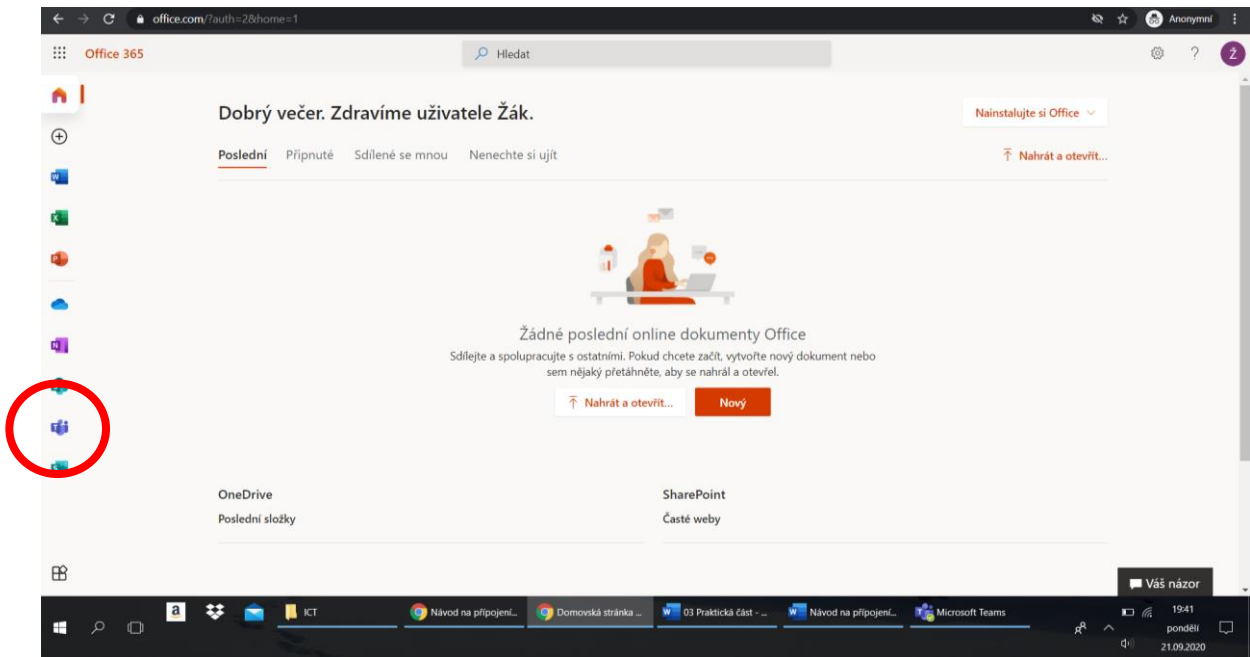 office.com/?auth=2&home=1
Anonymní
Office 365
Hledat
?
Ž
Dobrý večer. Zdravíme uživatele Žák.
Nainstalujte si Office
Poslední Připnuté Sdílené se mnou Nenechte si ujít
Nahrát a otevřít...
Žádné poslední online dokumenty Office
Sdílejte a spolupracujte s ostatními. Pokud chcete začít, vytvořte nový dokument nebo
sem nějaký přetáhněte, aby se nahrál a otevřel.
Nahrát a otevřít...
Nový
OneDrive
Poslední složky
SharePoint
Časté weby
Váš názor
a
ICT
Návod na připojení...
Domovská stránka ...
03 Praktická část - ...
Návod na připojení...
Microsoft Teams
19:41
pondělí
21.09.2020